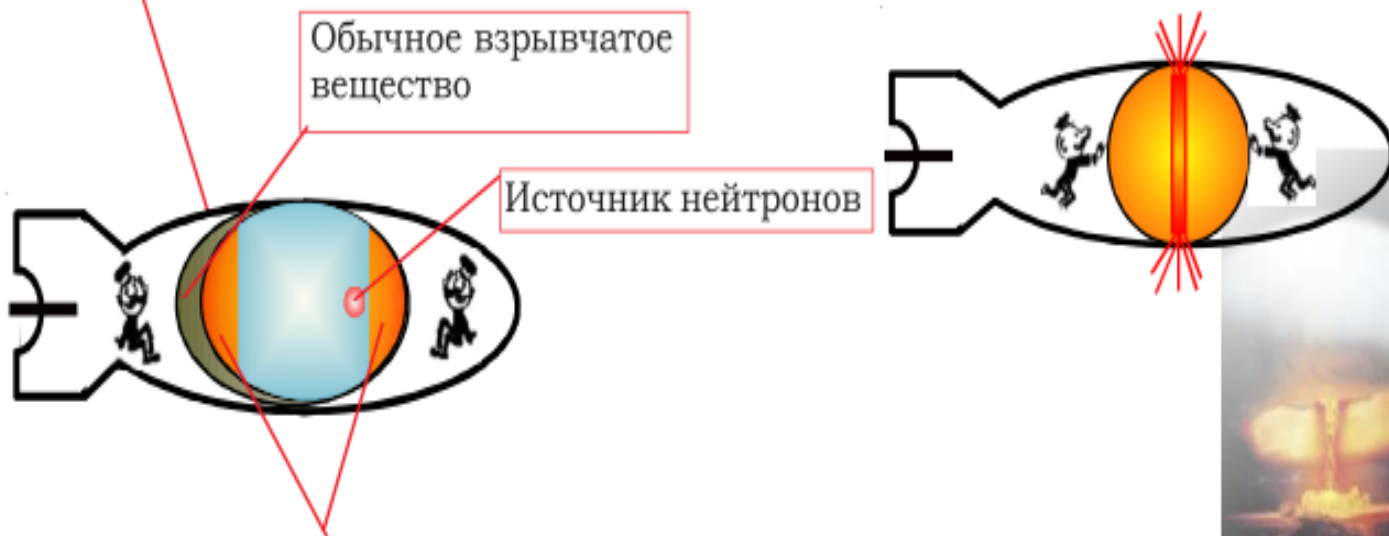 Обычное взрывчатое
вещество
Источник нейтронов